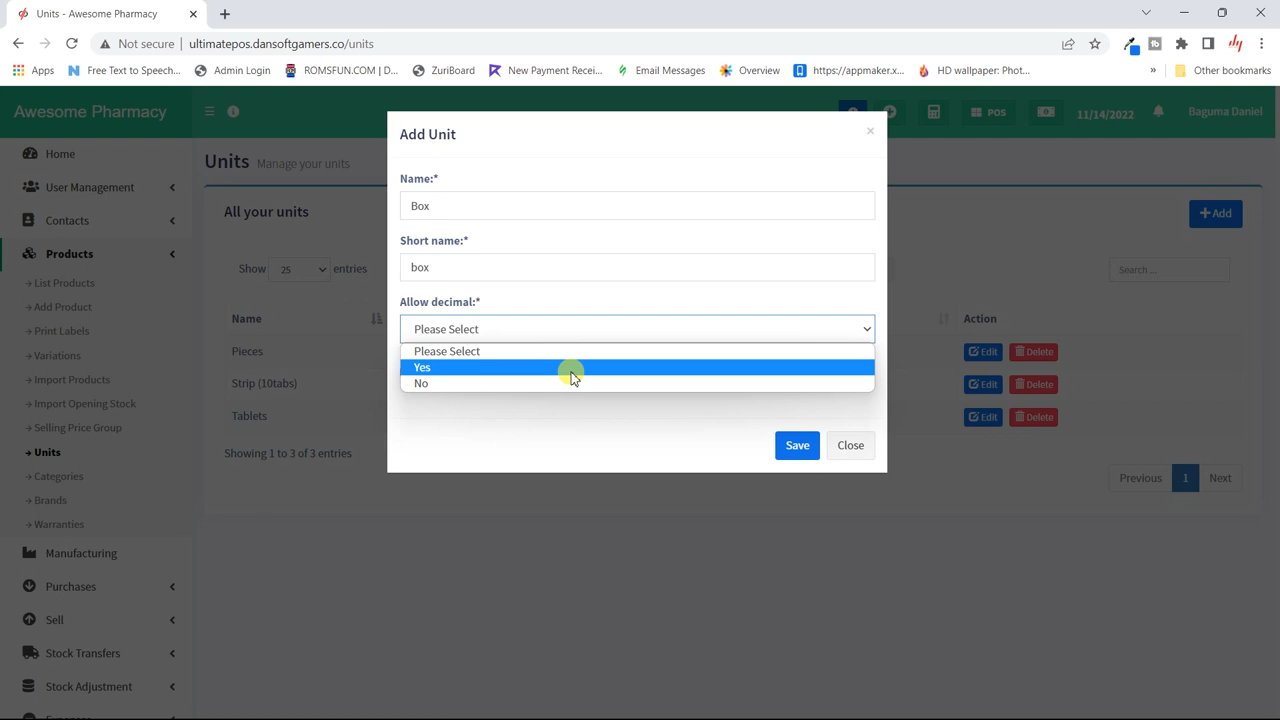 Units - Awesome Pharmacy
Not secure
ultimatepos.dansoftgamers.co/units
Apps
Free Text to Speech...
Admin Login
ROMSFUN.COM | D...
ZuriBoard
New Payment Recei...
Email Messages
Overview
https://appmaker.x...
HD wallpaper: Phot...
»
Other bookmarks
Awesome Pharmacy
POS
11/14/2022
Baguma Daniel
Home
User Management
Contacts
Products
List Products
Add Product
Print Labels
Variations
Import Products
Import Opening Stock
Selling Price Group
Units
Categories
Brands
Warranties
Manufacturing
Purchases
Sell
Stock Transfers
Stock Adjustment
Units Manage your units
All your units
+ Add
Show 25 entries
Search ...
Name
Action
Pieces
Edit Delete
Strip (10tabs)
Edit Delete
Tablets
Edit Delete
Showing 1 to 3 of 3 entries
Previous 1 Next
Add Unit
×
Name:*
Box
Short name:*
box
Allow decimal:*
Please Select
Please Select
Yes
No
Save
Close